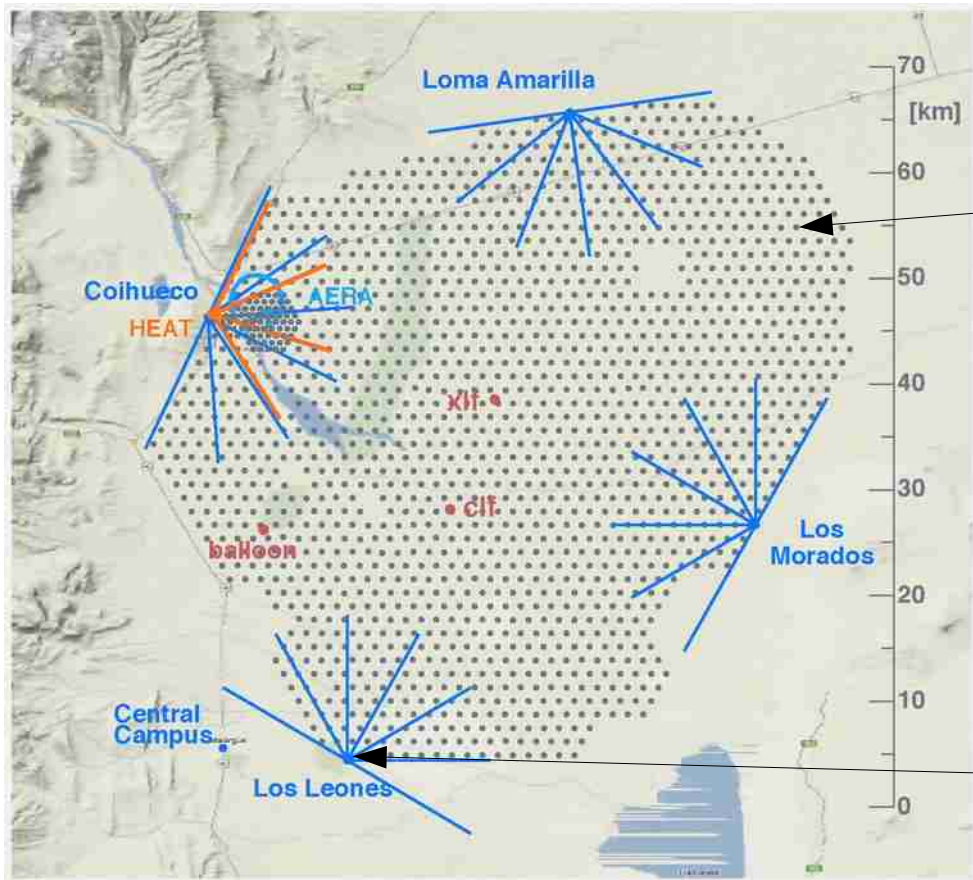 Loma Amarilla
70
[km]
60
50
Coihueco
AERA
HEAT
40
xlf
30
clf
Los
Morados
balloon
20
10
Central
Campus
Los Leones
0